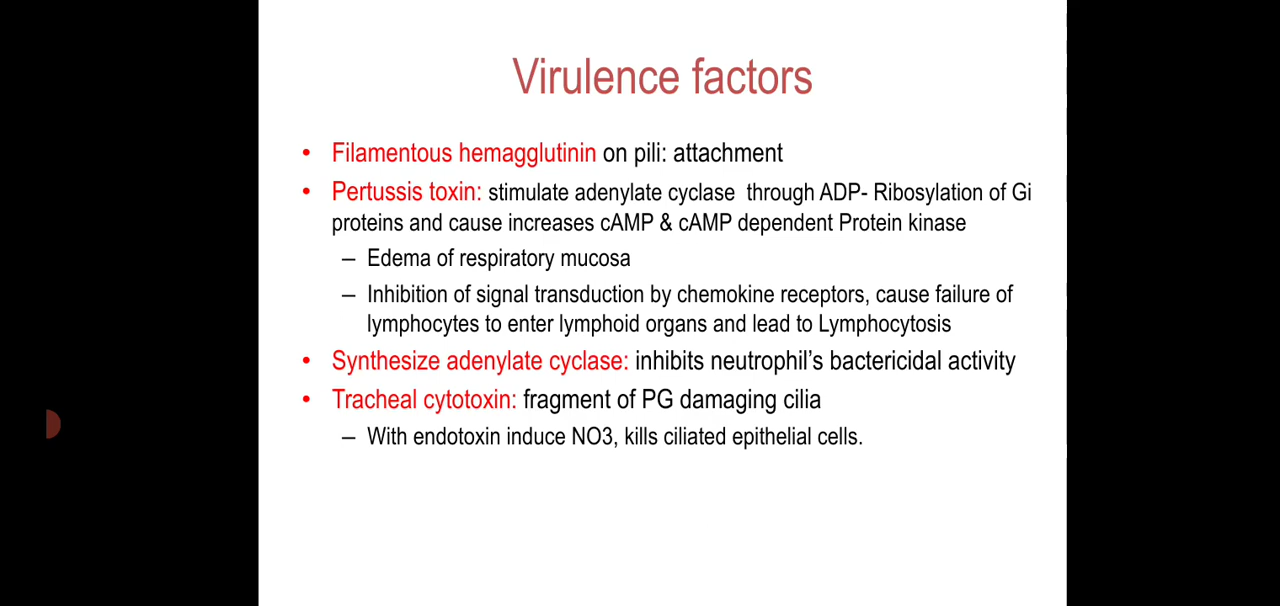 Virulence factors
• Filamentous hemagglutinin on pili: attachment
• Pertussis toxin: stimulate adenylate cyclase through ADP- Ribosylation of Gi
proteins and cause increases cAMP & cAMP dependent Protein kinase
– Edema of respiratory mucosa
– Inhibition of signal transduction by chemokine receptors, cause failure of
lymphocytes to enter lymphoid organs and lead to Lymphocytosis
• Synthesize adenylate cyclase: inhibits neutrophil’s bactericidal activity
• Tracheal cytotoxin: fragment of PG damaging cilia
– With endotoxin induce NO3, kills ciliated epithelial cells.